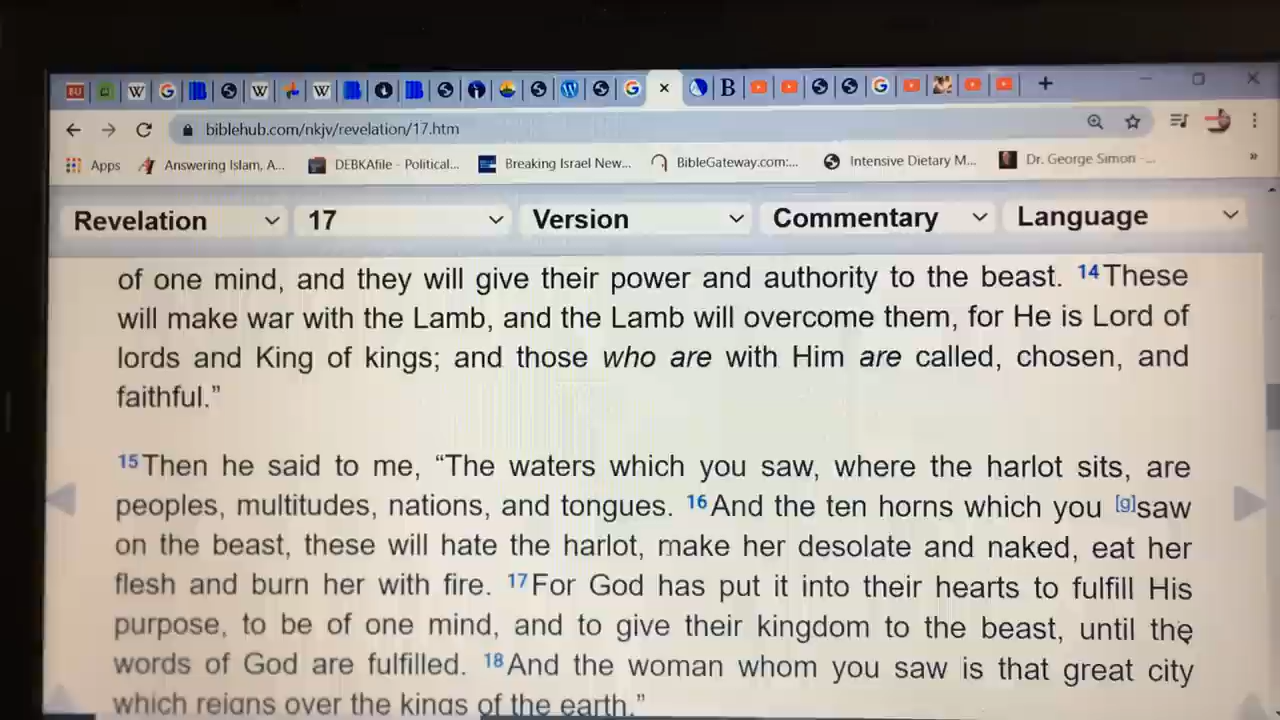 biblehub.com/nkjv/revelation/17.htm
Apps Answering Islam, A... DEBKAfile - Political... Breaking Israel New... BibleGateway.com:... Intensive Dietary M... Dr. George Simon -...
Revelation 17 Version Commentary Language
of one mind, and they will give their power and authority to the beast. 14 These
will make war with the Lamb, and the Lamb will overcome them, for He is Lord of
lords and King of kings; and those who are with Him are called, chosen, and
faithful.”
15 Then he said to me, “The waters which you saw, where the harlot sits, are
peoples, multitudes, nations, and tongues. 16 And the ten horns which you [g]saw
on the beast, these will hate the harlot, make her desolate and naked, eat her
flesh and burn her with fire. 17 For God has put it into their hearts to fulfill His
purpose, to be of one mind, and to give their kingdom to the beast, until the
words of God are fulfilled. 18 And the woman whom you saw is that great city
which reigns over the kings of the earth.”